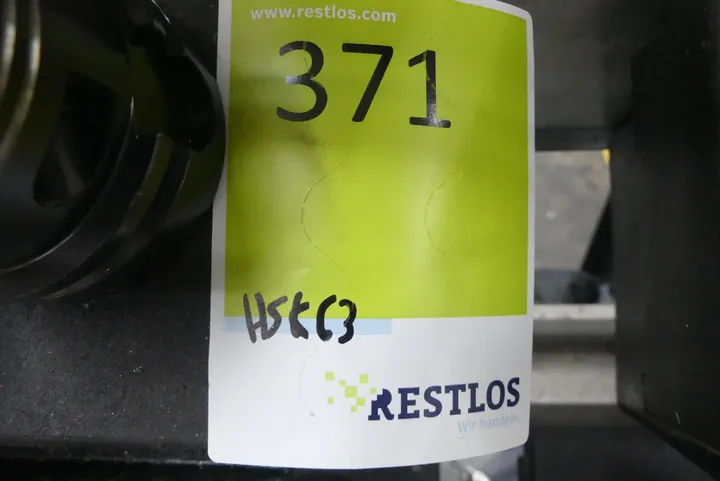 www.restlos.com
371
HSK63
RESTLOS
Wir handeln.